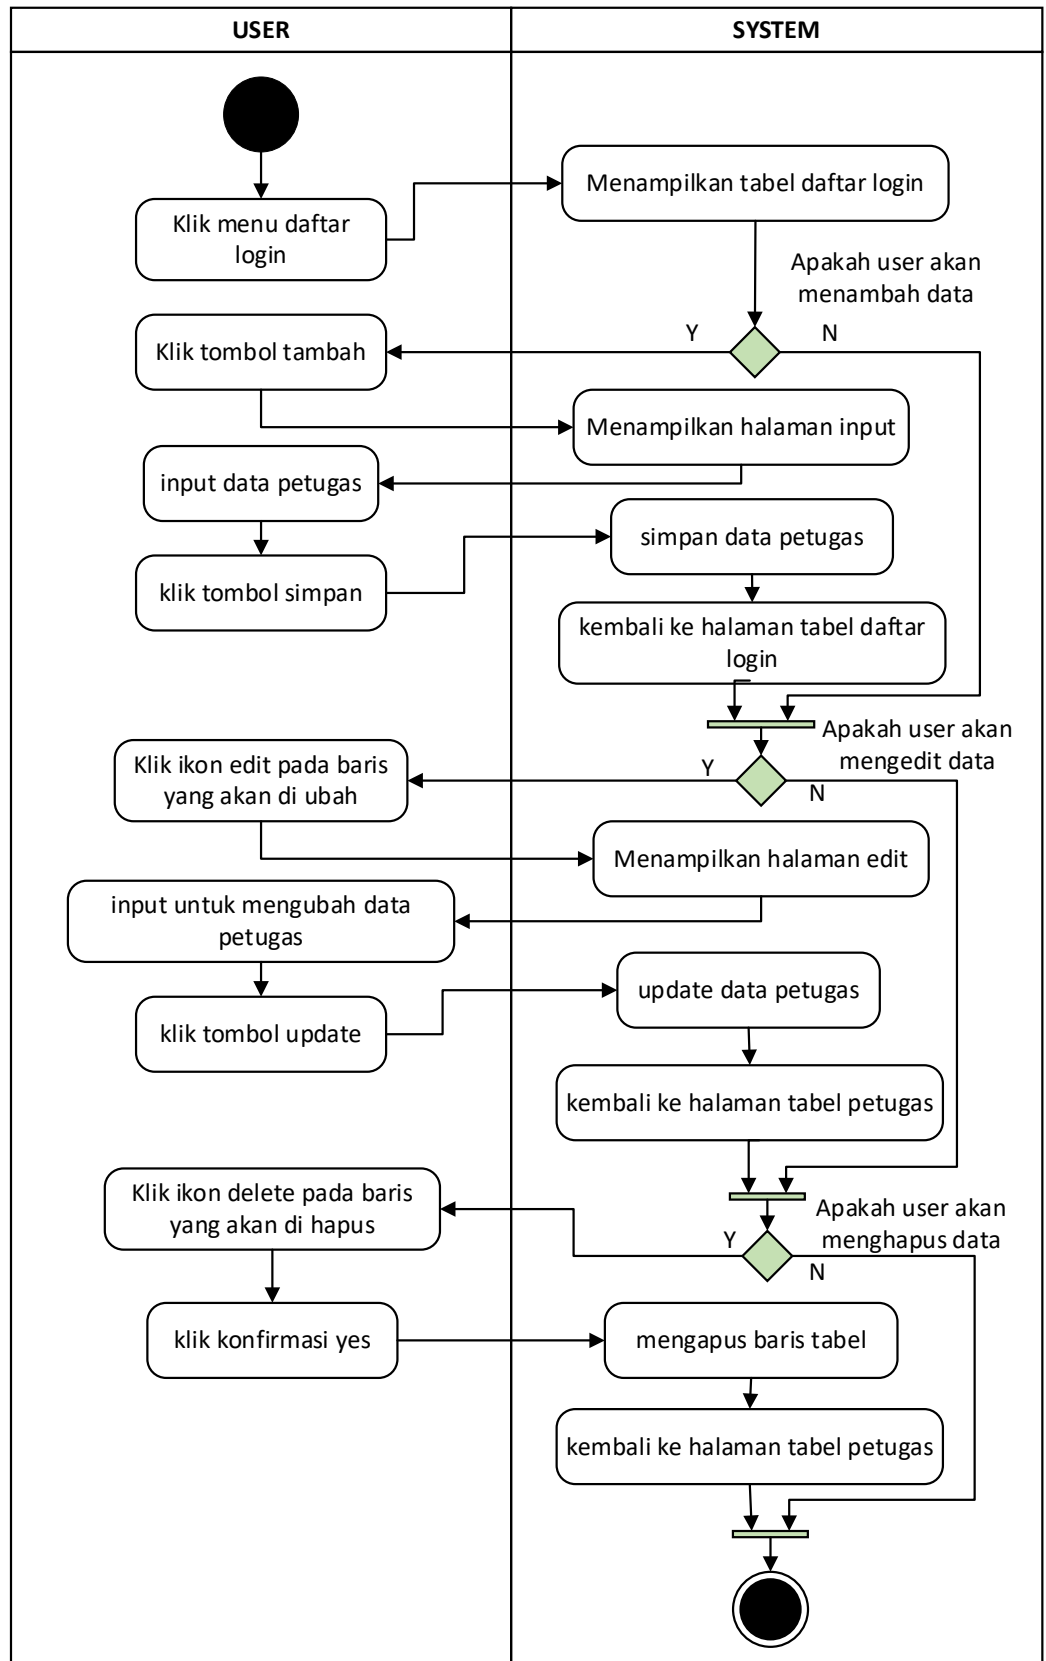 USER
SYSTEM
Menampilkan tabel daftar login
Klik menu daftar
login
Apakah user akan
menambah data
Y
N
Klik tombol tambah
Menampilkan halaman input
input data petugas
simpan data petugas
klik tombol simpan
kembali ke halaman tabel daftar
login
Apakah user akan
mengedit data
Y
N
Klik ikon edit pada baris
yang akan di ubah
Menampilkan halaman edit
input untuk mengubah data
petugas
update data petugas
klik tombol update
kembali ke halaman tabel petugas
Klik ikon delete pada baris
yang akan di hapus
Apakah user akan
menghapus data
Y
N
klik konfirmasi yes
mengapus baris tabel
kembali ke halaman tabel petugas